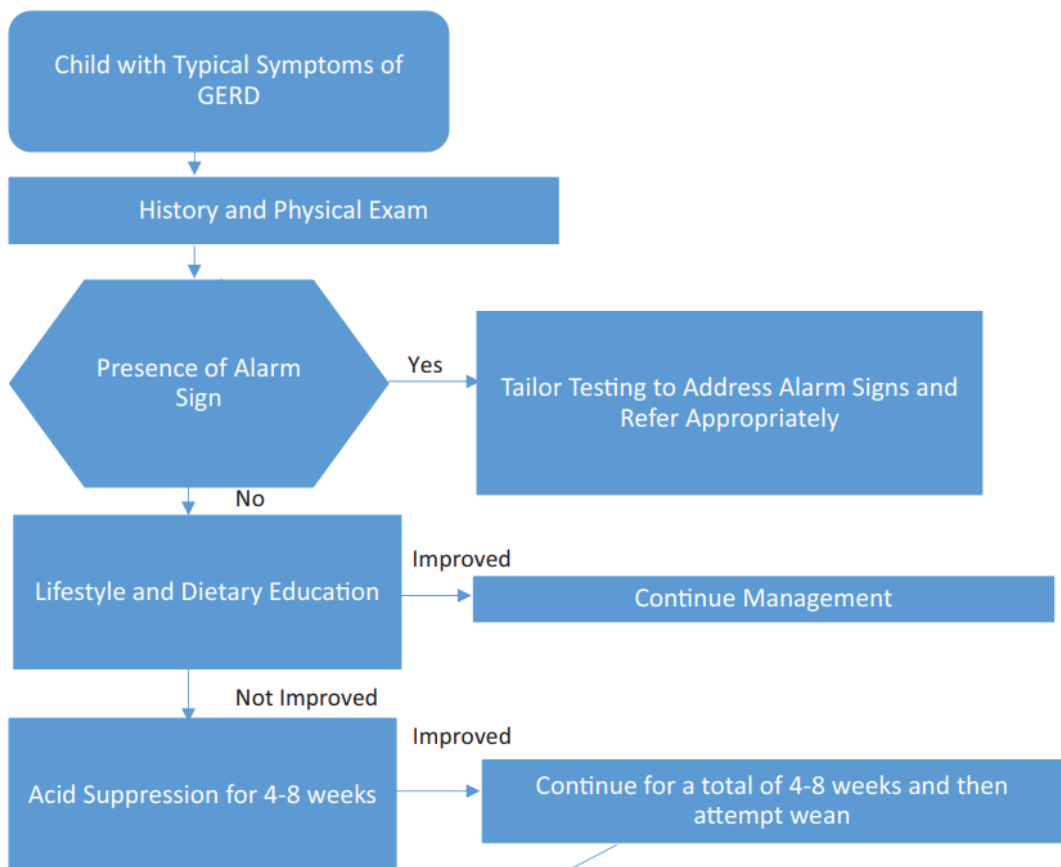 Child with Typical Symptoms of
GERD
History and Physical Exam
Presence of Alarm
Sign
Yes
Tailor Testing to Address Alarm Signs and
Refer Appropriately
No
Lifestyle and Dietary Education
Improved
Continue Management
Not Improved
Improved
Acid Suppression for 4-8 weeks
Continue for a total of 4-8 weeks and then
attempt wean